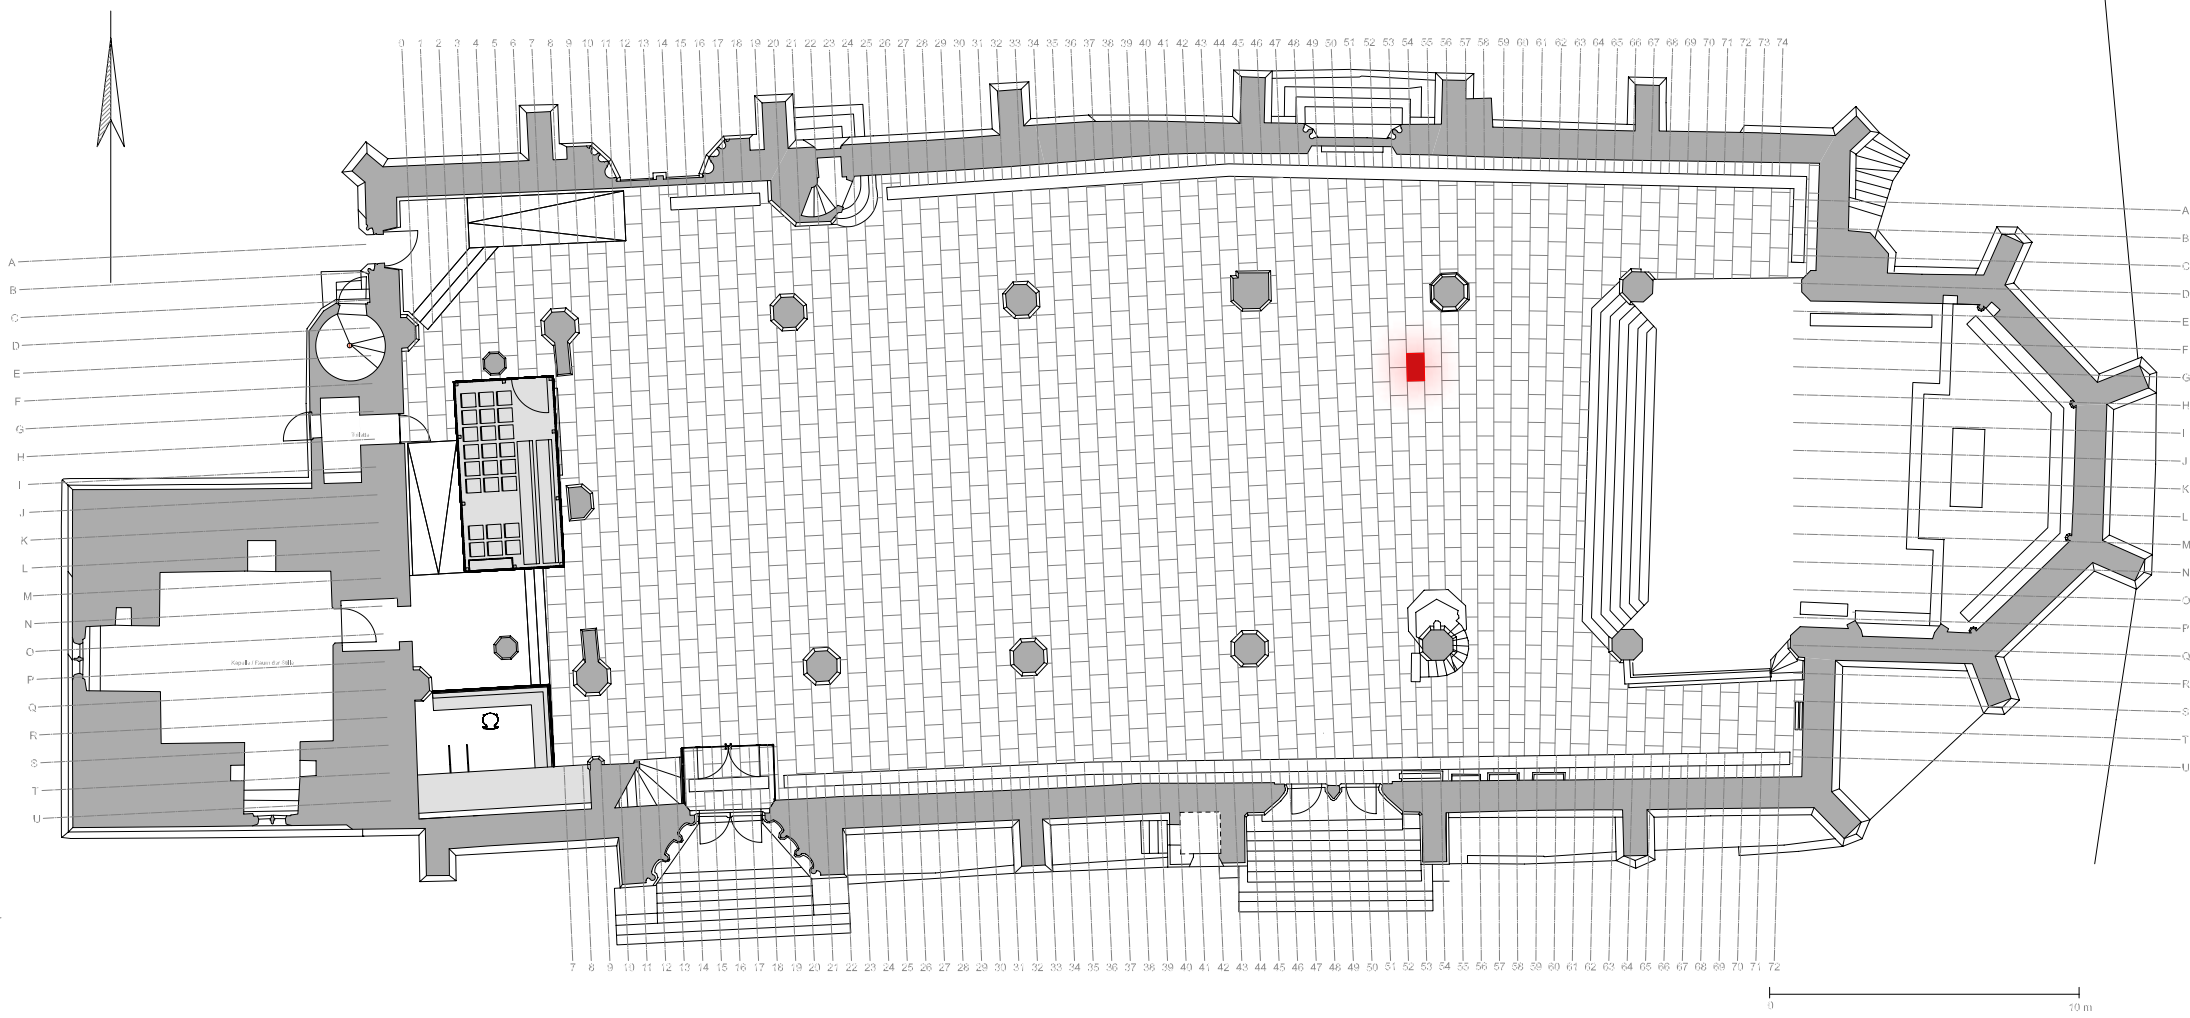 0 1 2 3 4 5 6 7 8 9 10 11 12 13 14 15 16 17 18 19 20 21 22 23 24 25 26 27 28 29 30 31 32 33 34 35 36 37 38 39 40 41 42 43 44 45 46 47 48 49 50 51 52 53 54 55 56 57 58 59 60 61 62 63 64 65 66 67 68 69 70 71 72 73 74
A
B
C
D
E
F
G
H
I
J
K
L
M
N
O
P
Q
R
S
T
U
A
B
C
D
E
F
G
H
I
J
K
L
M
N
O
P
Q
R
S
T
U
Kapelle / Raum der Stille
7 8 9 10 11 12 13 14 15 16 17 18 19 20 21 22 23 24 25 26 27 28 29 30 31 32 33 34 35 36 37 38 39 40 41 42 43 44 45 46 47 48 49 50 51 52 53 54 55 56 57 58 59 60 61 62 63 64 65 66 67 68 69 70 71 72
0 10 m